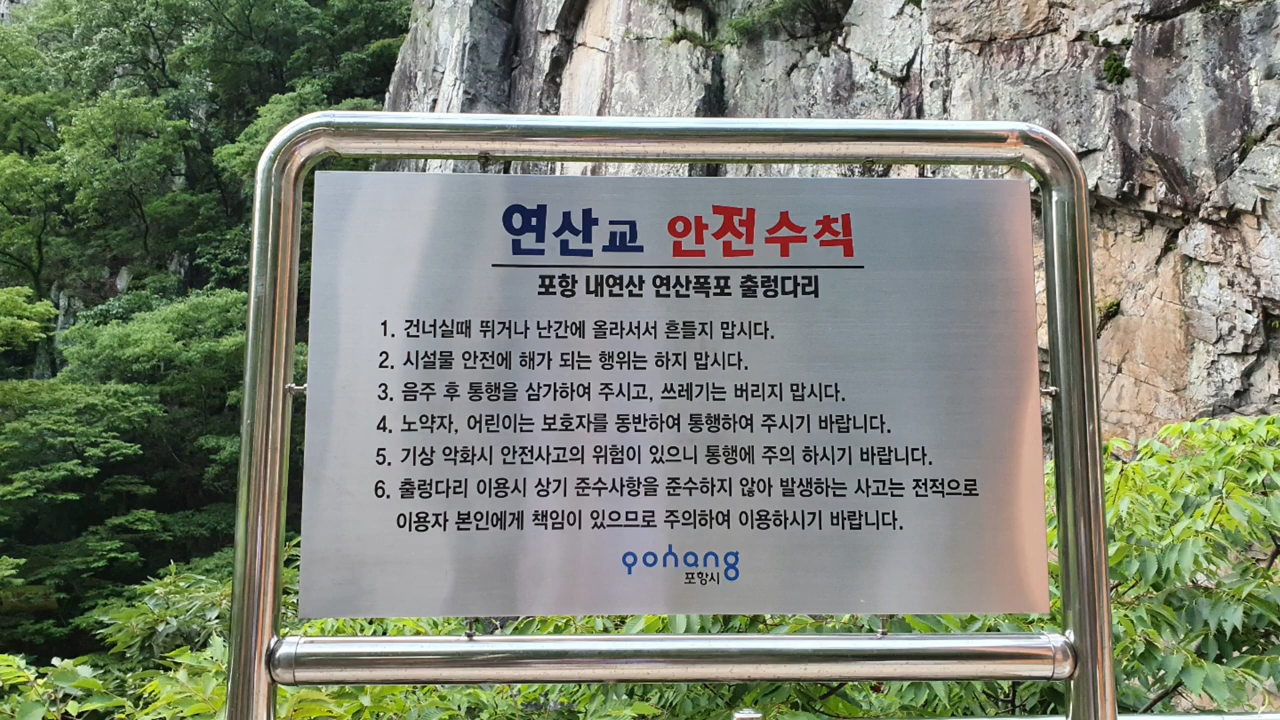 연산교 안전수칙
포항 내연산 연산폭포 출렁다리
1. 건너실때 뛰거나 난간에 올라서서 흔들지 맙시다.
2. 시설물 안전에 해가 되는 행위는 하지 맙시다.
3. 음주 후 통행을 삼가하여 주시고, 쓰레기는 버리지 맙시다.
4. 노약자, 어린이는 보호자를 동반하여 통행하여 주시기 바랍니다.
5. 기상 악화시 안전사고의 위험이 있으니 통행에 주의 하시기 바랍니다.
6. 출렁다리 이용시 상기 준수사항을 준수하지 않아 발생하는 사고는 전적으로
이용자 본인에게 책임이 있으므로 주의하여 이용하시기 바랍니다.
pohang
포항시